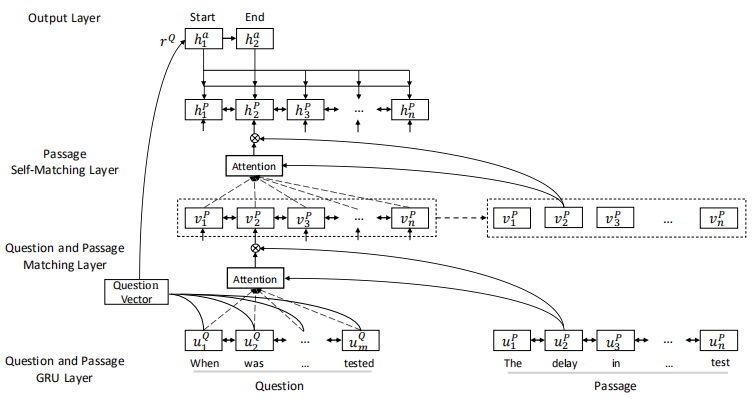 Output Layer
Start End
r^Q h_1^a h_2^a
h_1^P h_2^P h_3^P ... h_n^P
⊗
Passage
Self-Matching Layer
Attention
v_1^P v_2^P v_3^P ... v_n^P v_1^P v_2^P v_3^P ... v_n^P
⊗
Question and Passage
Matching Layer
Attention
Question
Vector
u_1^Q u_2^Q ... u_m^Q u_1^P u_2^P u_3^P ... u_n^P
Question and Passage
GRU Layer
When was ... tested The delay in ... test
Question Passage